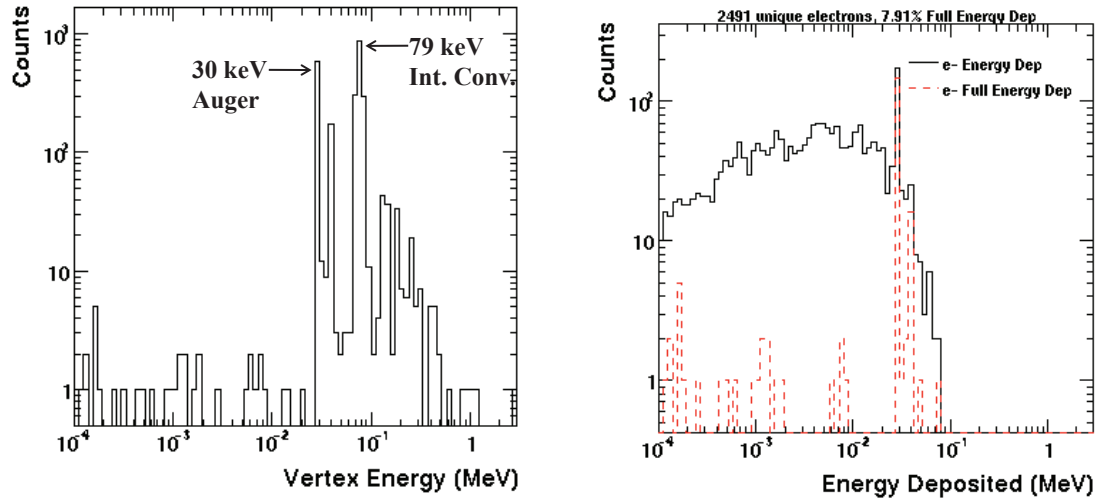 Counts
10³
10²
10
1
30 keV
Auger
79 keV
Int. Conv.
10⁻⁴
10⁻³
10⁻²
10⁻¹
1
Vertex Energy (MeV)
2491 unique electrons, 7.91% Full Energy Dep
Counts
10²
10
1
e- Energy Dep
e- Full Energy Dep
10⁻⁴
10⁻³
10⁻²
10⁻¹
1
Energy Deposited (MeV)